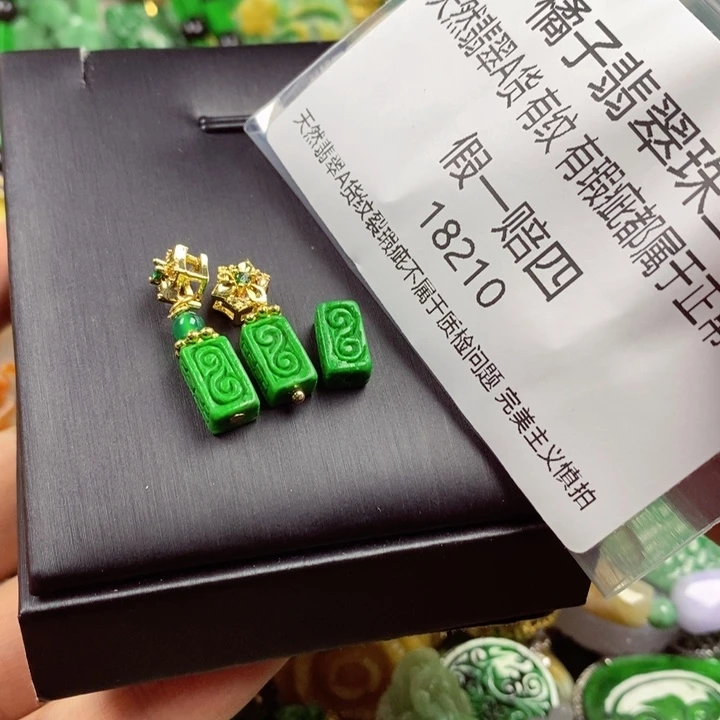 橘子翡翠珠
天然翡翠A货 有纹 有瑕疵都属于正常
假一赔四
18210
天然翡翠A货纹裂瑕疵不属于质检问题 完美主义慎拍